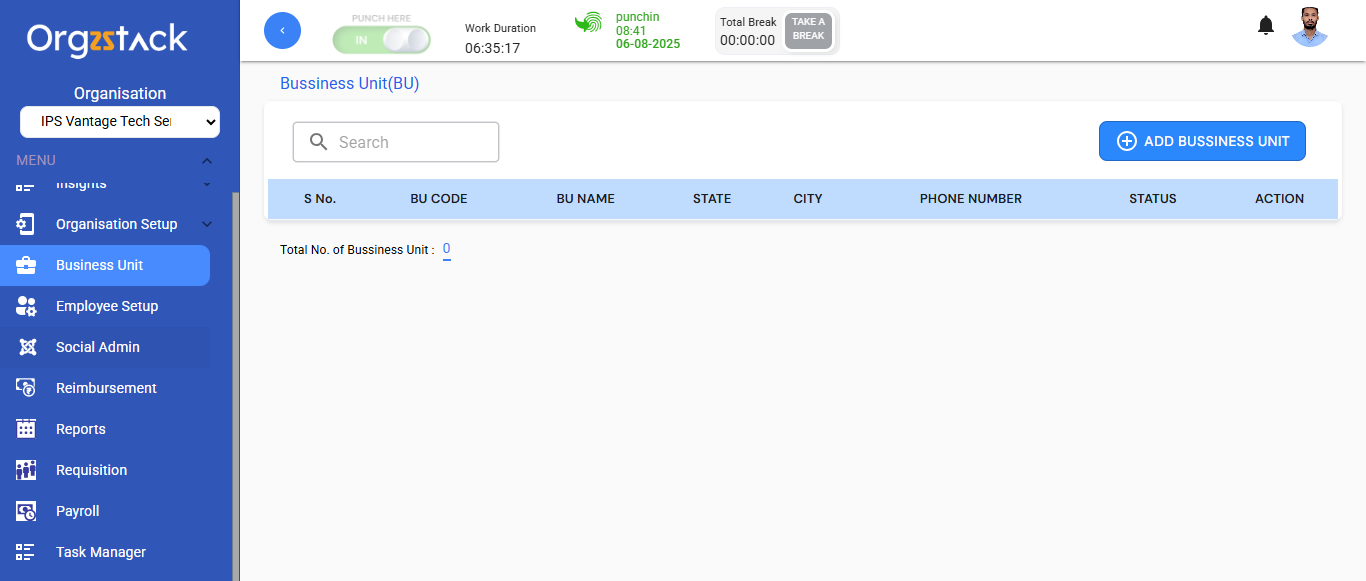 Orgzstack
Organisation
IPS Vantage Tech Ser
MENU
Insights
Organisation Setup
Business Unit
Employee Setup
Social Admin
Reimbursement
Reports
Requisition
Payroll
Task Manager
PUNCH HERE
IN
Work Duration
06:35:17
punchin
08:41
06-08-2025
Total Break
00:00:00
TAKE A
BREAK
Bussiness Unit(BU)
Search
ADD BUSSINESS UNIT
S No. BU CODE BU NAME STATE CITY PHONE NUMBER STATUS ACTION
Total No. of Bussiness Unit : 0